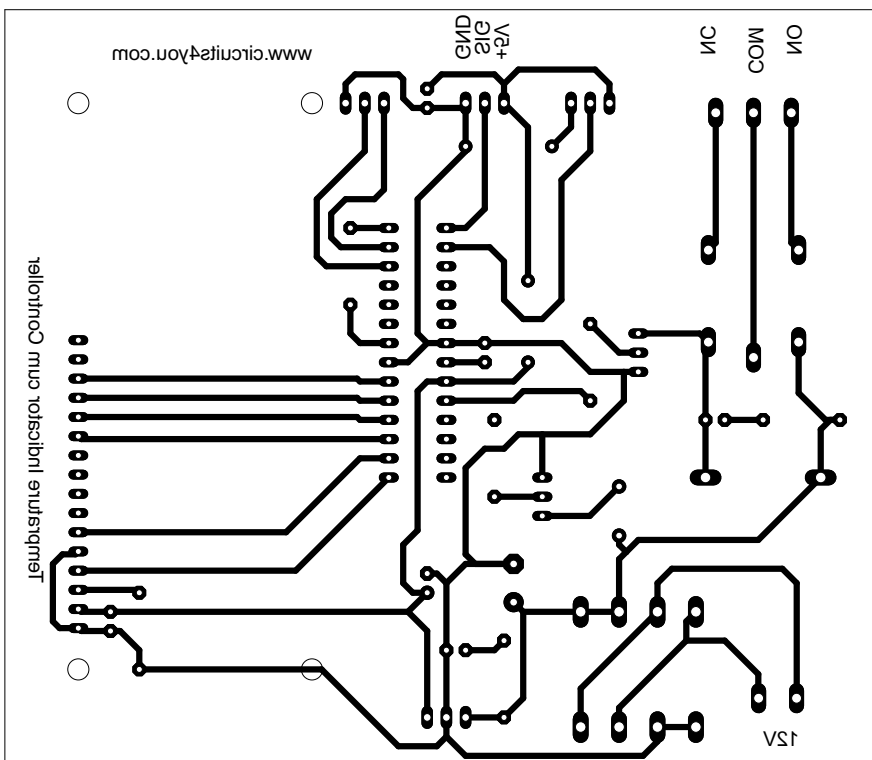 www.circuits4you.com
GND
SIG
+5V
NC
COM
NO
Temprature Indicator cum Controller
12V